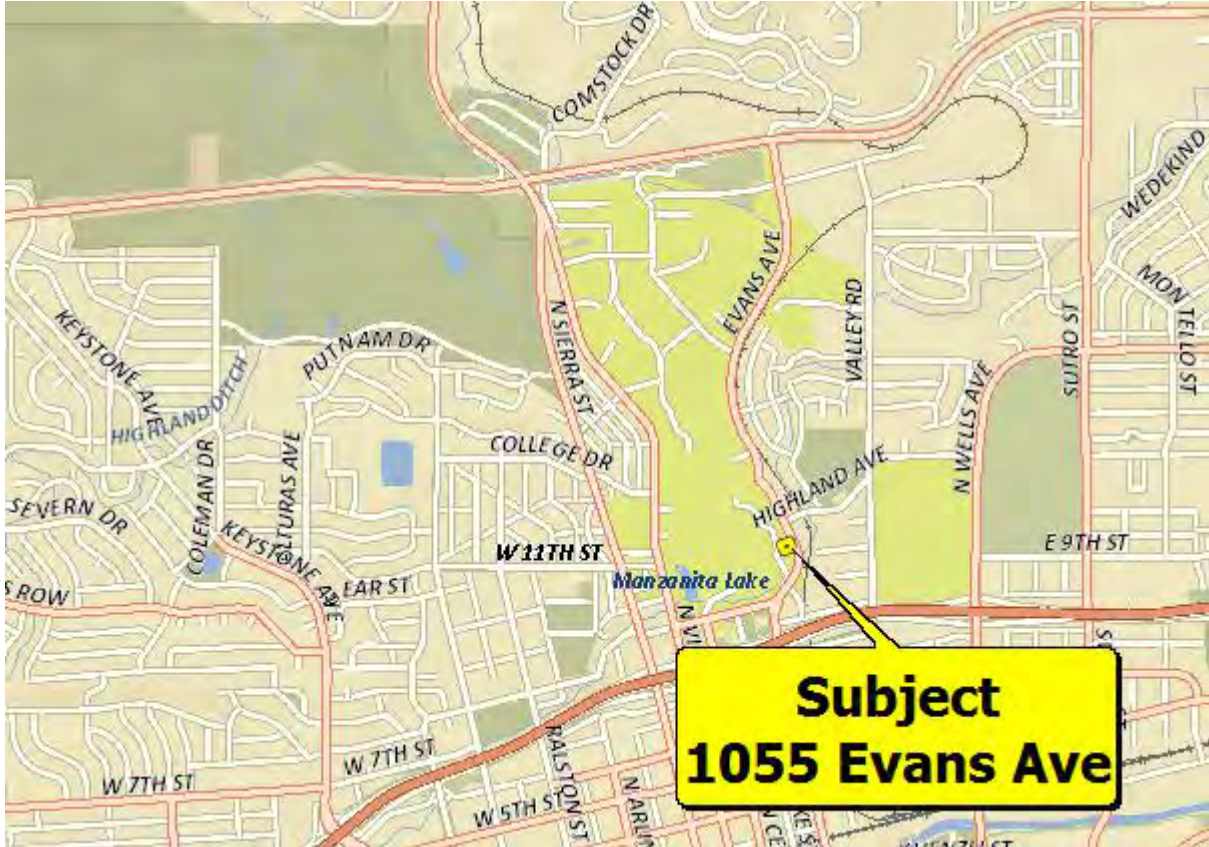 COMSTOCK DR
WEDEKIND
EVANS AVE
MON
TELLO ST
KEYSTONE AVE
N SIERRA ST
VALLEY RD
SUTRO ST
PUTNAM DR
HIGHLAND DITCH
N WELLS AVE
COLLEGE DR
COLEMAN DR
HIGHLAND AVE
SEVERN DR
KEYSTONE AVE
W 11TH ST
E 9TH ST
Manzanita Lake
S ROW
EAR ST
N VI
Subject
1055 Evans Ave
RALSTON ST
W 7TH ST
W 7TH ST
W 5TH ST
N ARLIN